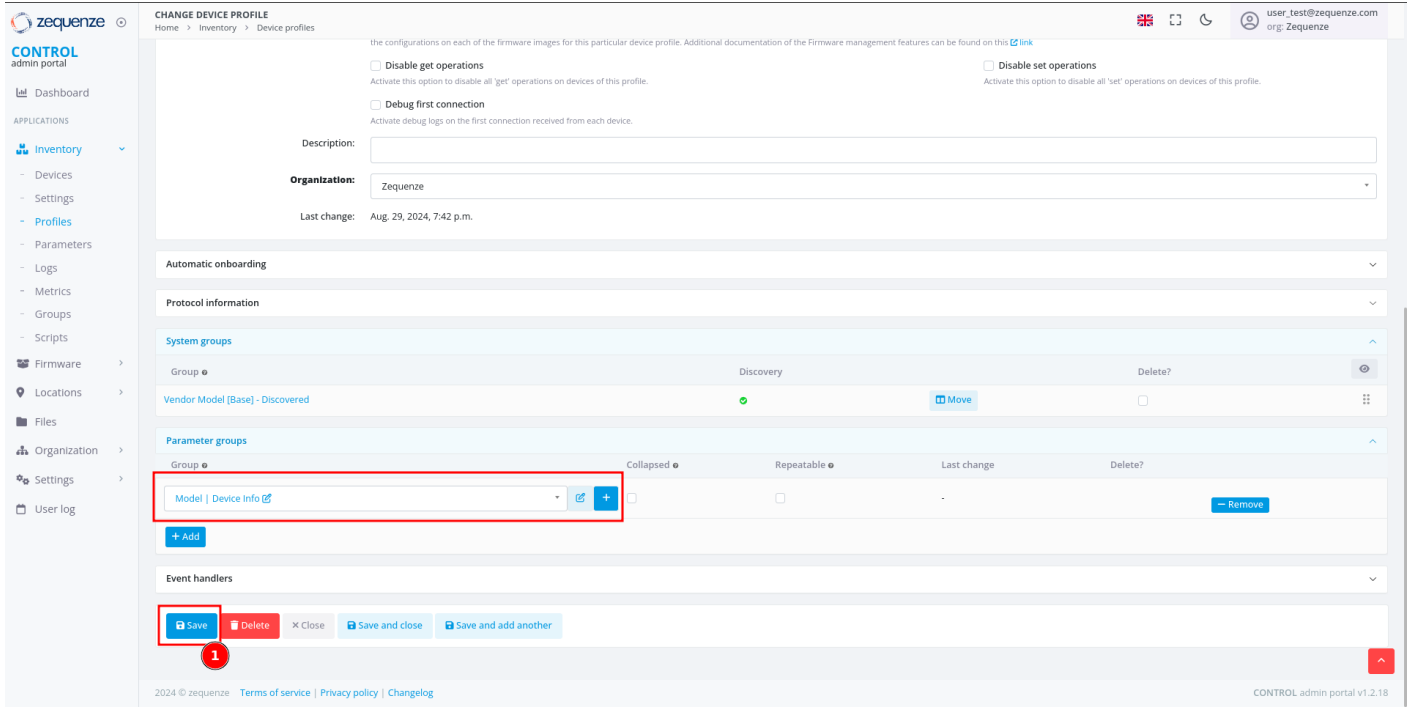 zequenze
CONTROL
admin portal
Dashboard
APPLICATIONS
Inventory
- Devices
- Settings
- Profiles
- Parameters
- Logs
- Metrics
- Groups
- Scripts
Firmware
Locations
Files
Organization
Settings
User log
CHANGE DEVICE PROFILE
Home > Inventory > Device profiles
user_test@zequenze.com
org: Zequenze
the configurations on each of the firmware images for this particular device profile. Additional documentation of the Firmware management features can be found on this link
Disable get operations
Activate this option to disable all 'get' operations on devices of this profile.
Disable set operations
Activate this option to disable all 'set' operations on devices of this profile.
Debug first connection
Activate debug logs on the first connection received from each device.
Description:
Organization: Zequenze
Last change: Aug. 29, 2024, 7:42 p.m.
Automatic onboarding
Protocol information
System groups
Group Discovery Delete?
Vendor Model [Base] - Discovered Move
Parameter groups
Group Collapsed Repeatable Last change Delete?
Model | Device Info + - − Remove
+ Add
Event handlers
Save Delete × Close Save and close Save and add another
1
2024 © zequenze Terms of service | Privacy policy | Changelog
CONTROL admin portal v1.2.18